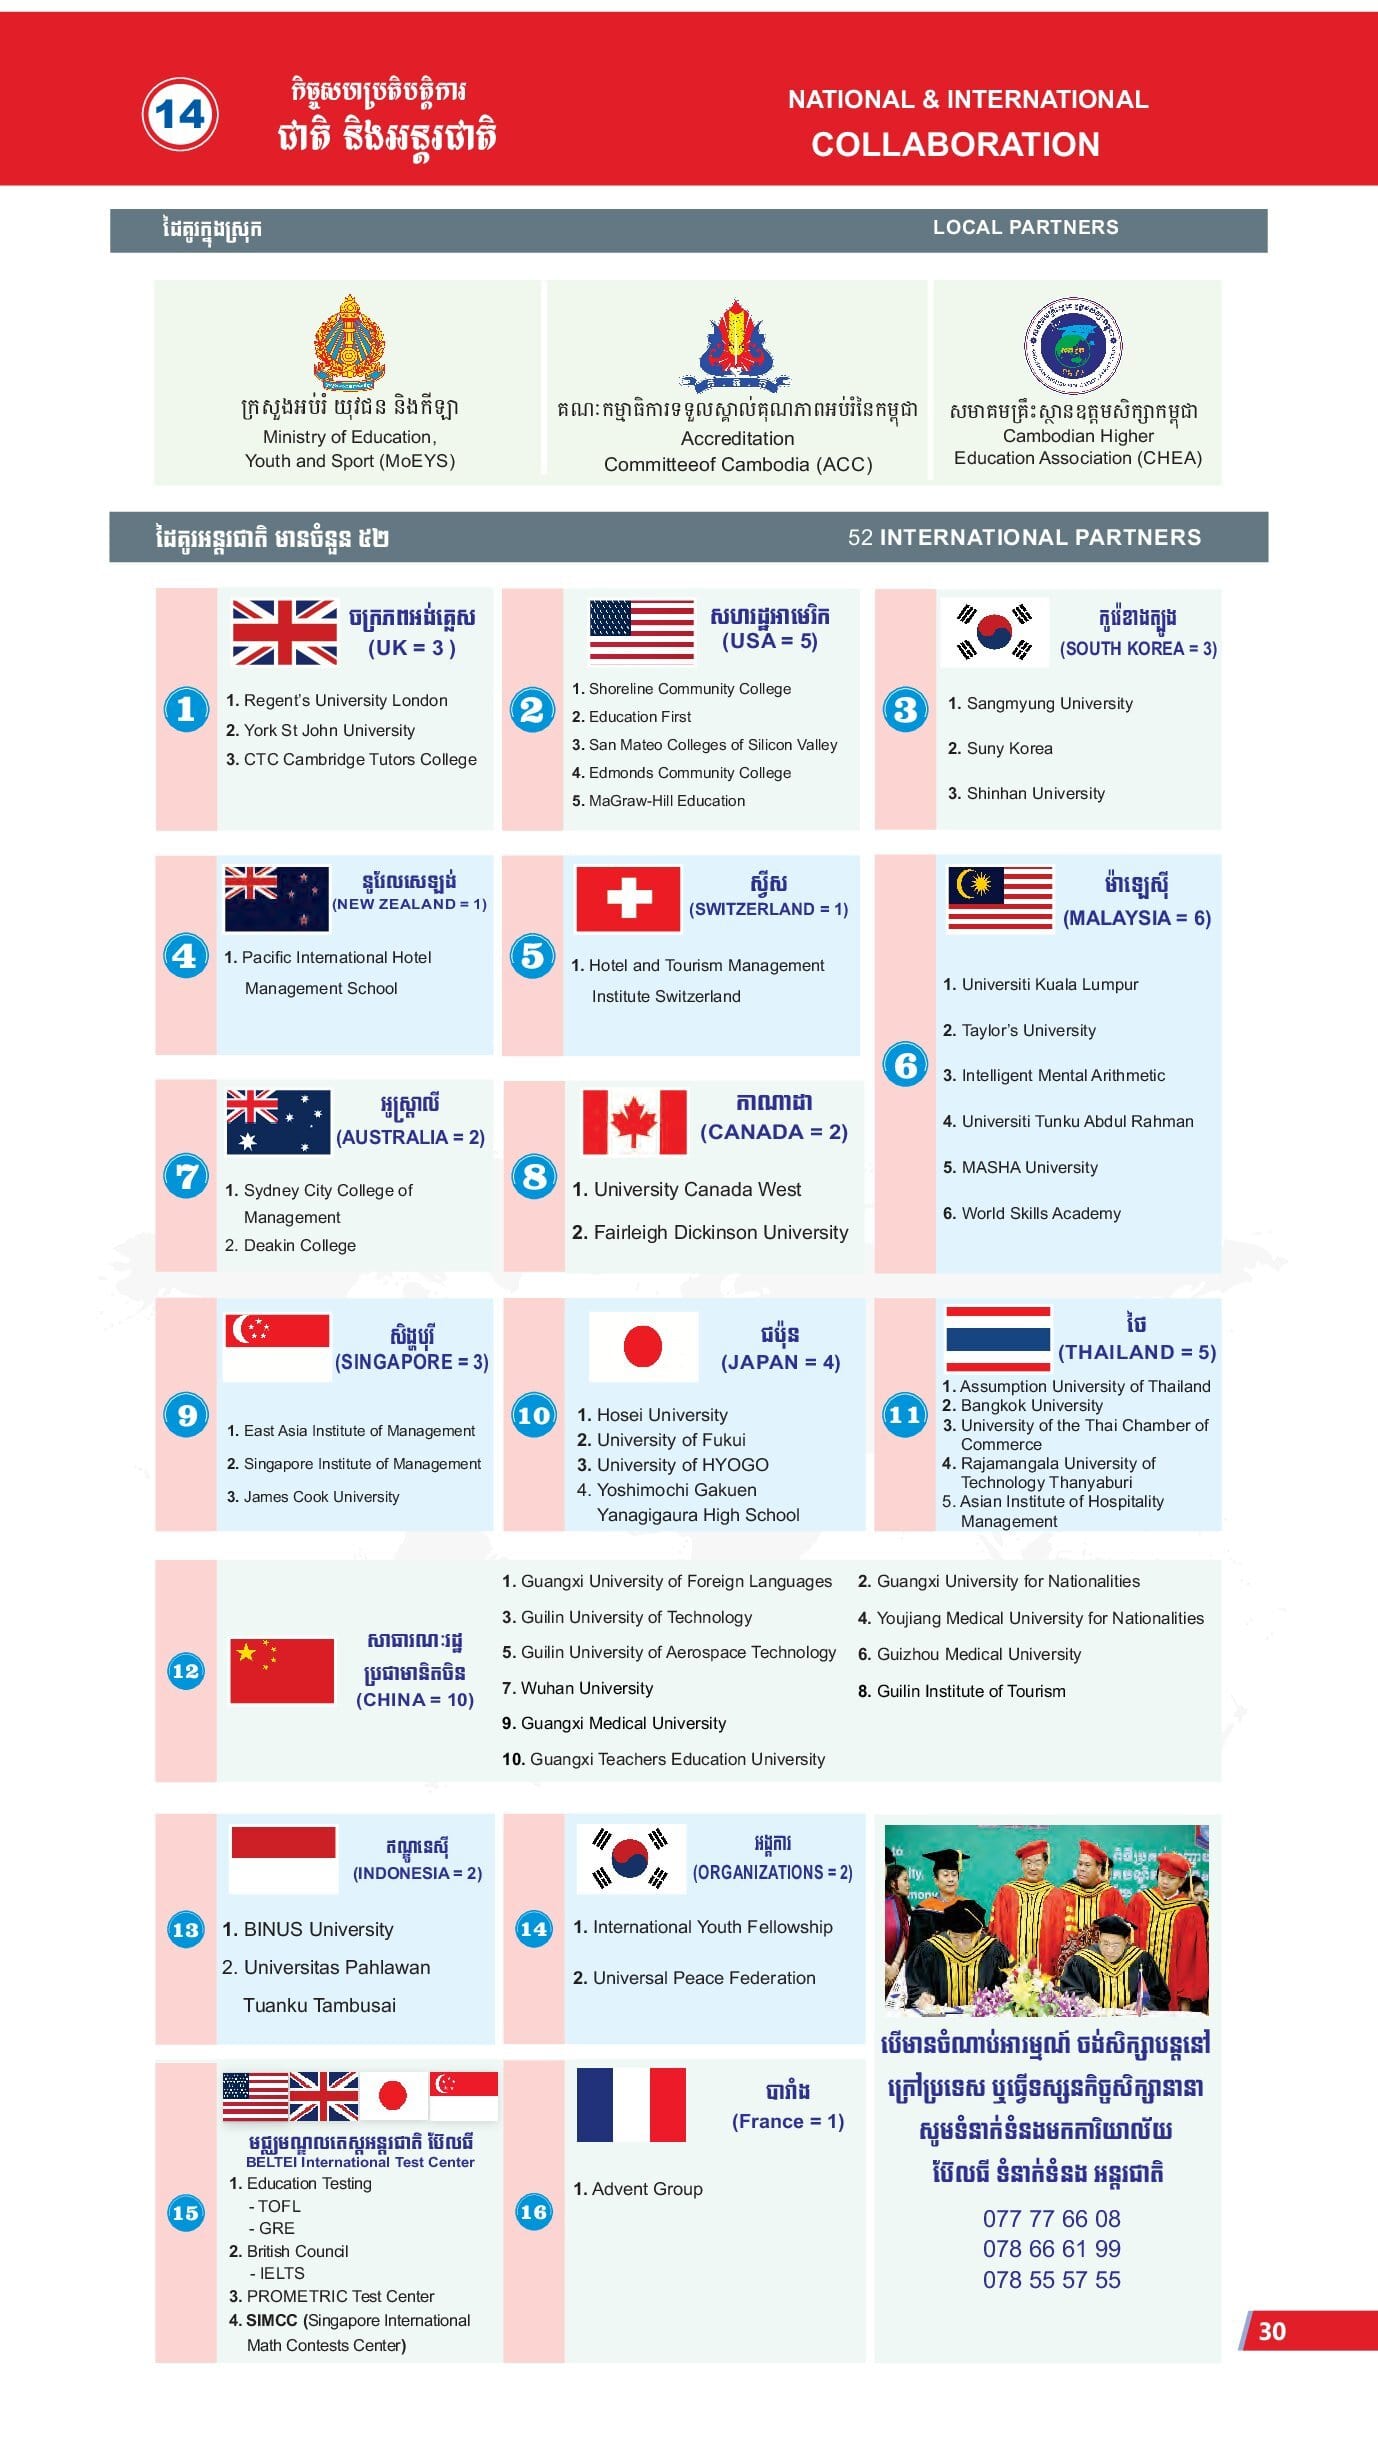 14
កិច្ចសហប្រតិបត្តិការ
ជាតិ និងអន្តរជាតិ
NATIONAL & INTERNATIONAL
COLLABORATION
ដៃគូរក្នុងស្រុក
LOCAL PARTNERS
ក្រសួងអប់រំ យុវជន និងកីឡា
Ministry of Education,
Youth and Sport (MoEYS)
គណៈកម្មាធិការទទួលស្គាល់គុណភាពអប់រំនៃកម្ពុជា
Accreditation
Committeeof Cambodia (ACC)
សមាគមគ្រឹះស្ថានឧត្តមសិក្សាកម្ពុជា
Cambodian Higher
Education Association (CHEA)
ដៃគូរអន្តរជាតិ មានចំនួន ៥២
52 INTERNATIONAL PARTNERS
1
ចក្រភពអង់គ្លេស
(UK = 3 )
1. Regent's University London
2. York St John University
3. CTC Cambridge Tutors College
2
សហរដ្ឋអាមេរិក
(USA = 5)
1. Shoreline Community College
2. Education First
3. San Mateo Colleges of Silicon Valley
4. Edmonds Community College
5. MaGraw-Hill Education
3
កូរ៉េខាងត្បូង
(SOUTH KOREA = 3)
1. Sangmyung University
2. Suny Korea
3. Shinhan University
4
នូវែលសេឡង់
(NEW ZEALAND = 1)
1. Pacific International Hotel
Management School
5
ស្វីស
(SWITZERLAND = 1)
1. Hotel and Tourism Management
Institute Switzerland
6
ម៉ាឡេស៊ី
(MALAYSIA = 6)
1. Universiti Kuala Lumpur
2. Taylor's University
3. Intelligent Mental Arithmetic
4. Universiti Tunku Abdul Rahman
5. MASHA University
6. World Skills Academy
7
អូស្ត្រាលី
(AUSTRALIA = 2)
1. Sydney City College of
Management
2. Deakin College
8
កាណាដា
(CANADA = 2)
1. University Canada West
2. Fairleigh Dickinson University
9
សិង្ហបុរី
(SINGAPORE = 3)
1. East Asia Institute of Management
2. Singapore Institute of Management
3. James Cook University
10
ជប៉ុន
(JAPAN = 4)
1. Hosei University
2. University of Fukui
3. University of HYOGO
4. Yoshimochi Gakuen
Yanagigaura High School
11
ថៃ
(THAILAND = 5)
1. Assumption University of Thailand
2. Bangkok University
3. University of the Thai Chamber of
Commerce
4. Rajamangala University of
Technology Thanyaburi
5. Asian Institute of Hospitality
Management
12
សាធារណៈរដ្ឋ
ប្រជាមានិតចិន
(CHINA = 10)
1. Guangxi University of Foreign Languages
2. Guangxi University for Nationalities
3. Guilin University of Technology
4. Youjiang Medical University for Nationalities
5. Guilin University of Aerospace Technology
6. Guizhou Medical University
7. Wuhan University
8. Guilin Institute of Tourism
9. Guangxi Medical University
10. Guangxi Teachers Education University
13
ឥណ្ឌូនេស៊ី
(INDONESIA = 2)
1. BINUS University
2. Universitas Pahlawan
Tuanku Tambusai
14
អង្គការ
(ORGANIZATIONS = 2)
1. International Youth Fellowship
2. Universal Peace Federation
15
មជ្ឈមណ្ឌលតេស្តអន្តរជាតិ ប៊ែលធី
BELTEI International Test Center
1. Education Testing
- TOFL
- GRE
2. British Council
- IELTS
3. PROMETRIC Test Center
4. SIMCC (Singapore International
Math Contests Center)
16
បារាំង
(France = 1)
1. Advent Group
បើមានចំណាប់អារម្មណ៍ ចង់សិក្សាបន្តនៅ
ក្រៅប្រទេស ឬធ្វើទស្សនកិច្ចសិក្សានានា
សូមទំនាក់ទំនងមកការិយាល័យ
ប៊ែលធី ទំនាក់ទំនង អន្តរជាតិ
077 77 66 08
078 66 61 99
078 55 57 55
30